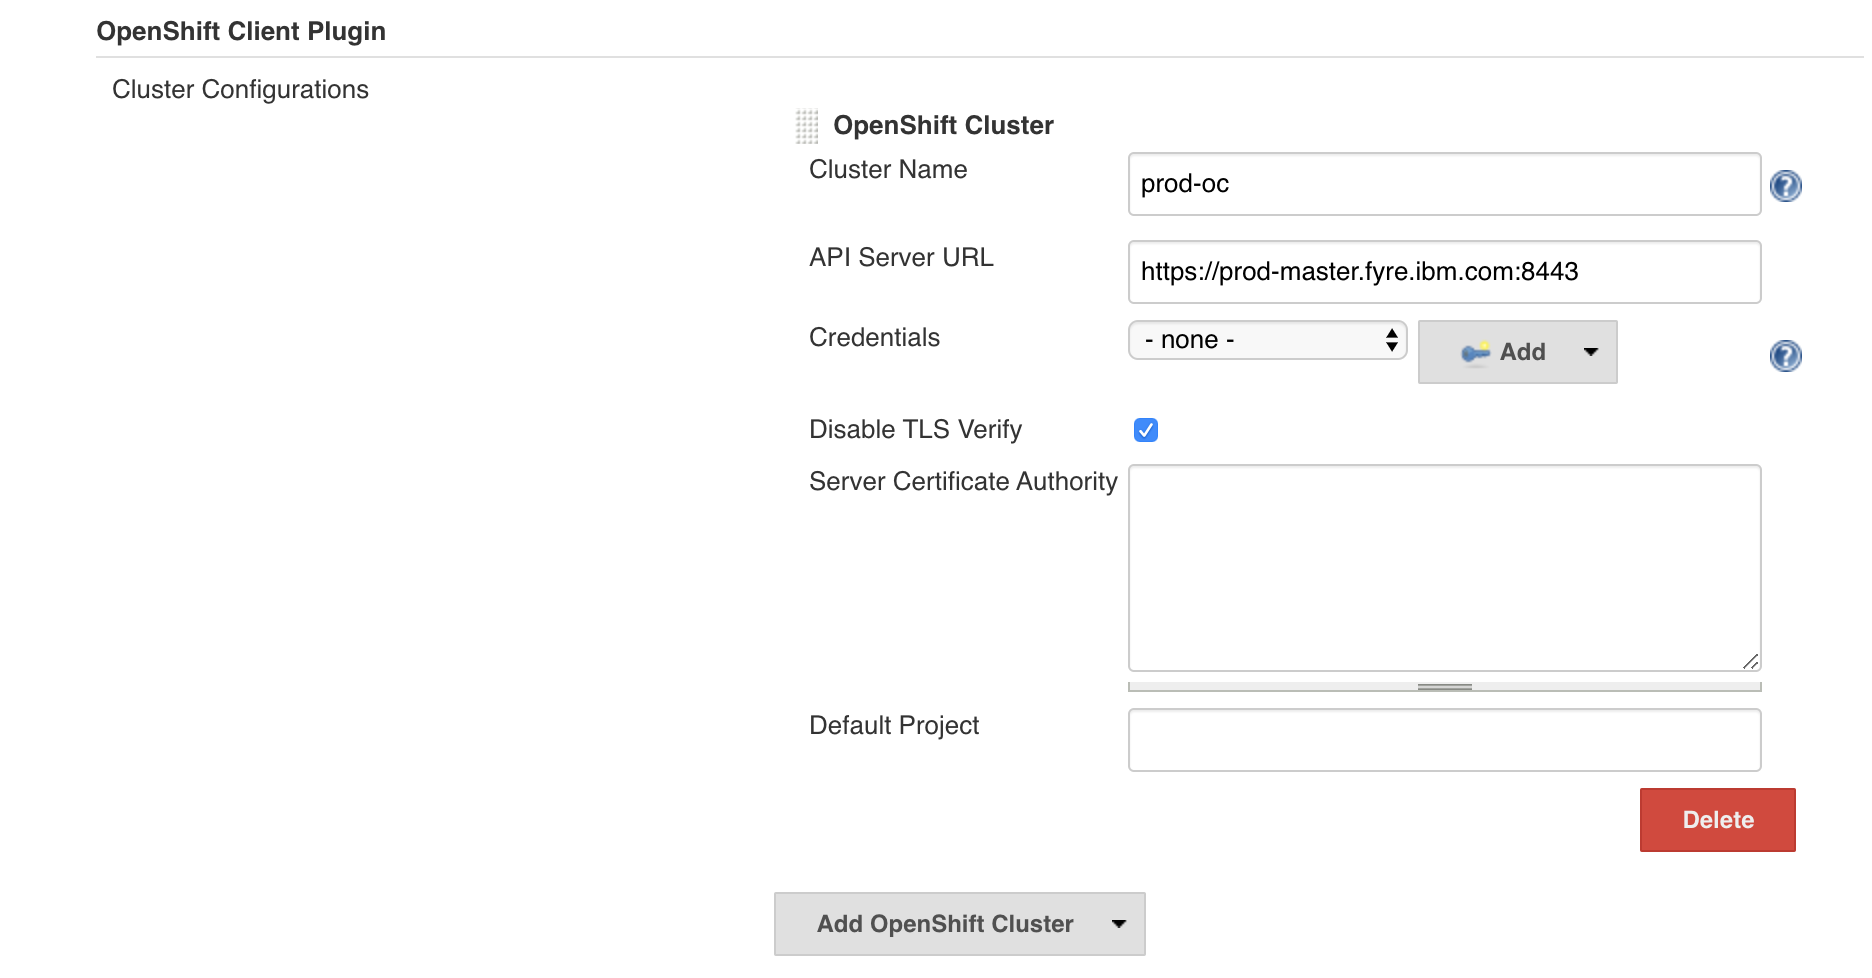 OpenShift Client Plugin
Cluster Configurations
OpenShift Cluster
Cluster Name
prod-oc
?
API Server URL
https://prod-master.fyre.ibm.com:8443
Credentials
- none -
Add
?
Disable TLS Verify
Server Certificate Authority
Default Project
Delete
Add OpenShift Cluster